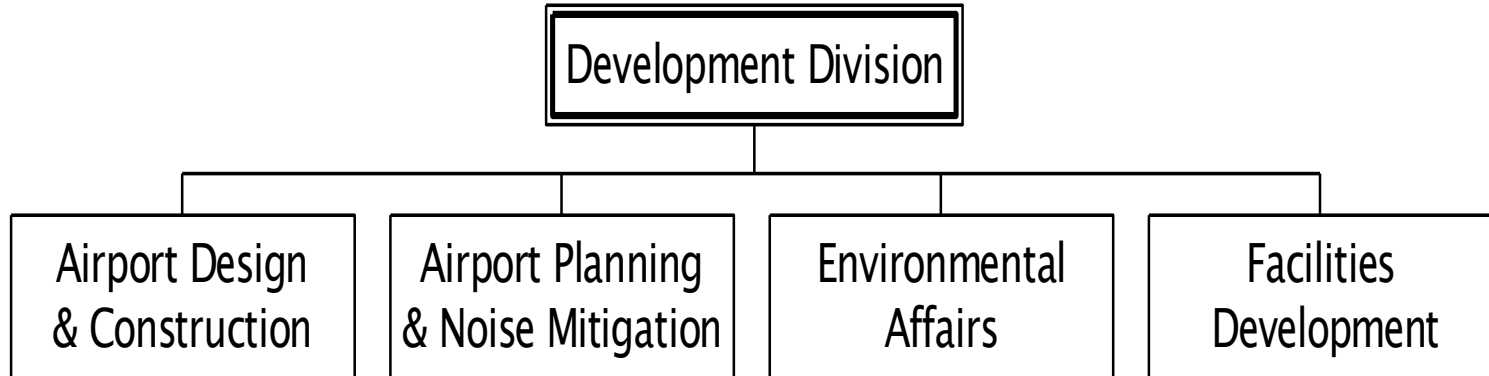 Development Division
Airport Design
& Construction
Airport Planning
& Noise Mitigation
Environmental
Affairs
Facilities
Development